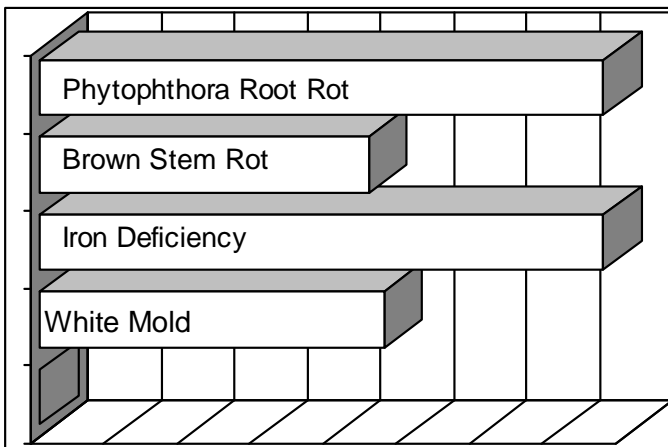 Phytophthora Root Rot
Brown Stem Rot
Iron Deficiency
White Mold